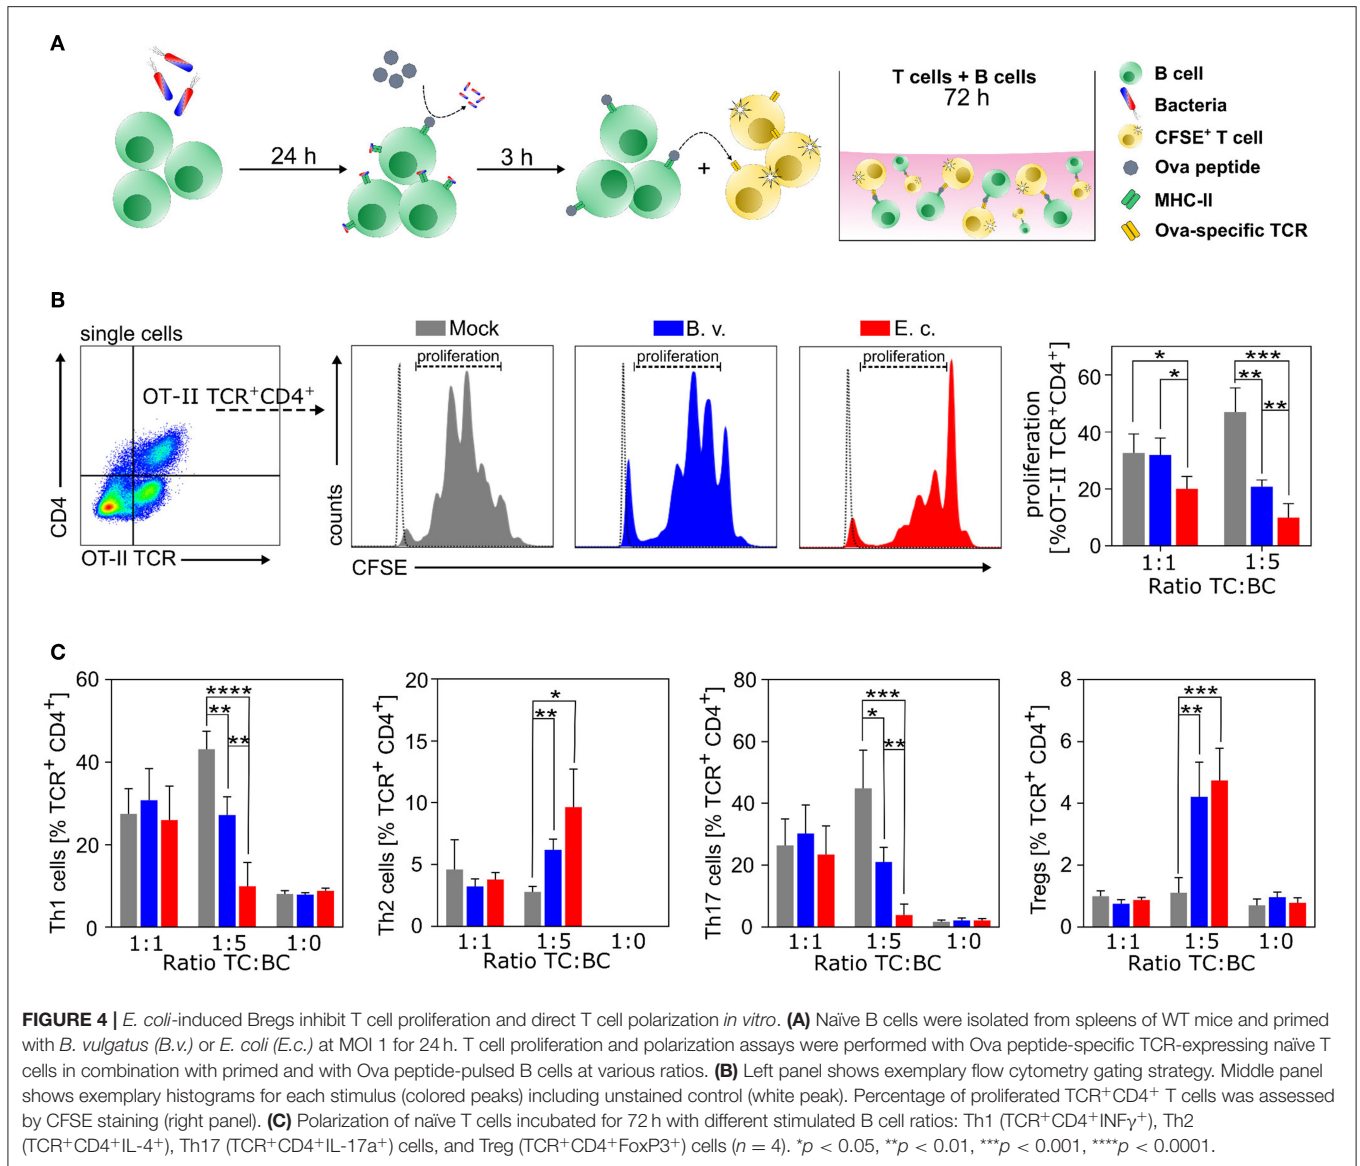 A
24 h
3 h
+
T cells + B cells
72 h
B cell
Bacteria
CFSE⁺ T cell
Ova peptide
MHC-II
Ova-specific TCR
B
single cells
CD4
OT-II TCR
OT-II TCR⁺CD4⁺
Mock
B. v.
E. c.
proliferation
proliferation
proliferation
counts
CFSE
proliferation
[%OT-II TCR⁺CD4⁺]
60
40
20
0
*
*
***
**
**
1:1 1:5
Ratio TC:BC
C
Th1 cells [% TCR⁺ CD4⁺]
60
40
20
0
****
**
**
1:1 1:5 1:0
Ratio TC:BC
Th2 cells [% TCR⁺ CD4⁺]
20
15
10
5
0
*
**
1:1 1:5 1:0
Ratio TC:BC
Th17 cells [% TCR⁺ CD4⁺]
80
60
40
20
0
***
*
**
1:1 1:5 1:0
Ratio TC:BC
Tregs [% TCR⁺ CD4⁺]
8
6
4
2
0
***
**
1:1 1:5 1:0
Ratio TC:BC
FIGURE 4 | E. coli-induced Bregs inhibit T cell proliferation and direct T cell polarization in vitro. (A) Naïve B cells were isolated from spleens of WT mice and primed
with B. vulgatus (B.v.) or E. coli (E.c.) at MOI 1 for 24 h. T cell proliferation and polarization assays were performed with Ova peptide-specific TCR-expressing naïve T
cells in combination with primed and with Ova peptide-pulsed B cells at various ratios. (B) Left panel shows exemplary flow cytometry gating strategy. Middle panel
shows exemplary histograms for each stimulus (colored peaks) including unstained control (white peak). Percentage of proliferated TCR⁺CD4⁺ T cells was assessed
by CFSE staining (right panel). (C) Polarization of naïve T cells incubated for 72 h with different stimulated B cell ratios: Th1 (TCR⁺CD4⁺INFγ⁺), Th2
(TCR⁺CD4⁺IL-4⁺), Th17 (TCR⁺CD4⁺IL-17a⁺) cells, and Treg (TCR⁺CD4⁺FoxP3⁺) cells (n = 4). *p < 0.05, **p < 0.01, ***p < 0.001, ****p < 0.0001.